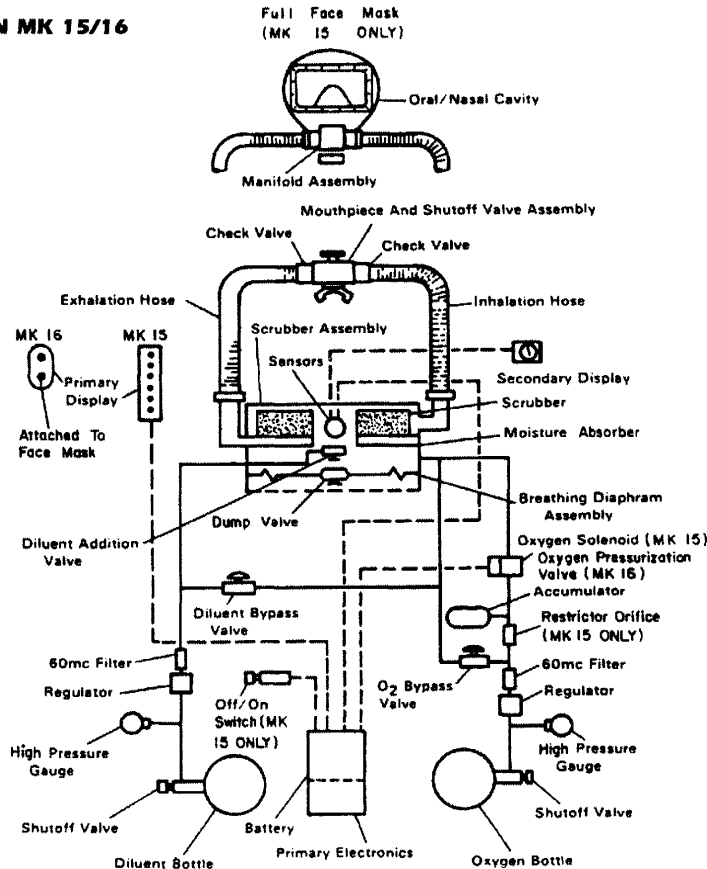 N MK 15/16
Full Face Mask
(MK 15 ONLY)
Oral/Nasal Cavity
Manifold Assembly
Mouthpiece And Shutoff Valve Assembly
Check Valve
Check Valve
Exhalation Hose
Inhalation Hose
Scrubber Assembly
MK 16
MK 15
Sensors
Primary
Display
Secondary Display
Scrubber
Attached To
Face Mask
Moisture Absorber
Breathing Diaphram
Assembly
Dump Valve
Diluent Addition
Valve
Oxygen Solenoid (MK 15)
Oxygen Pressurization
Valve (MK 16)
Accumulator
Diluent Bypass
Valve
Restrictor Orifice
(MK 15 ONLY)
60mc Filter
60mc Filter
Regulator
O2 Bypass
Valve
Regulator
Off/On
Switch (MK
15 ONLY)
High Pressure
Gauge
High Pressure
Gauge
Shutoff Valve
Battery
Shutoff Valve
Diluent Bottle
Primary Electronics
Oxygen Bottle